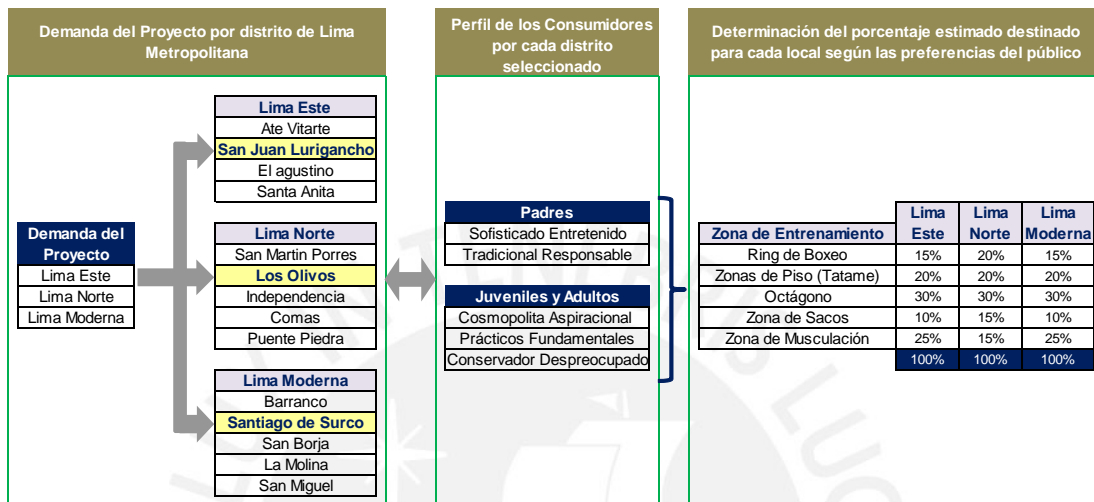 Demanda del Proyecto por distrito de Lima
Metropolitana
Perfil de los Consumidores
por cada distrito
seleccionado
Determinación del porcentaje estimado destinado
para cada local según las preferencias del público
Demanda del
Proyecto
Lima Este
Lima Norte
Lima Moderna
Lima Este
Ate Vitarte
San Juan Lurigancho
El agustino
Santa Anita
Lima Norte
San Martin Porres
Los Olivos
Independencia
Comas
Puente Piedra
Lima Moderna
Barranco
Santiago de Surco
San Borja
La Molina
San Miguel
Padres
Sofisticado Entretenido
Tradicional Responsable
Juveniles y Adultos
Cosmopolita Aspiracional
Prácticos Fundamentales
Conservador Despreocupado
Lima Lima Lima
Zona de Entrenamiento Este Norte Moderna
Ring de Boxeo 15% 20% 15%
Zonas de Piso (Tatame) 20% 20% 20%
Octágono 30% 30% 30%
Zona de Sacos 10% 15% 10%
Zona de Musculación 25% 15% 25%
100% 100% 100%